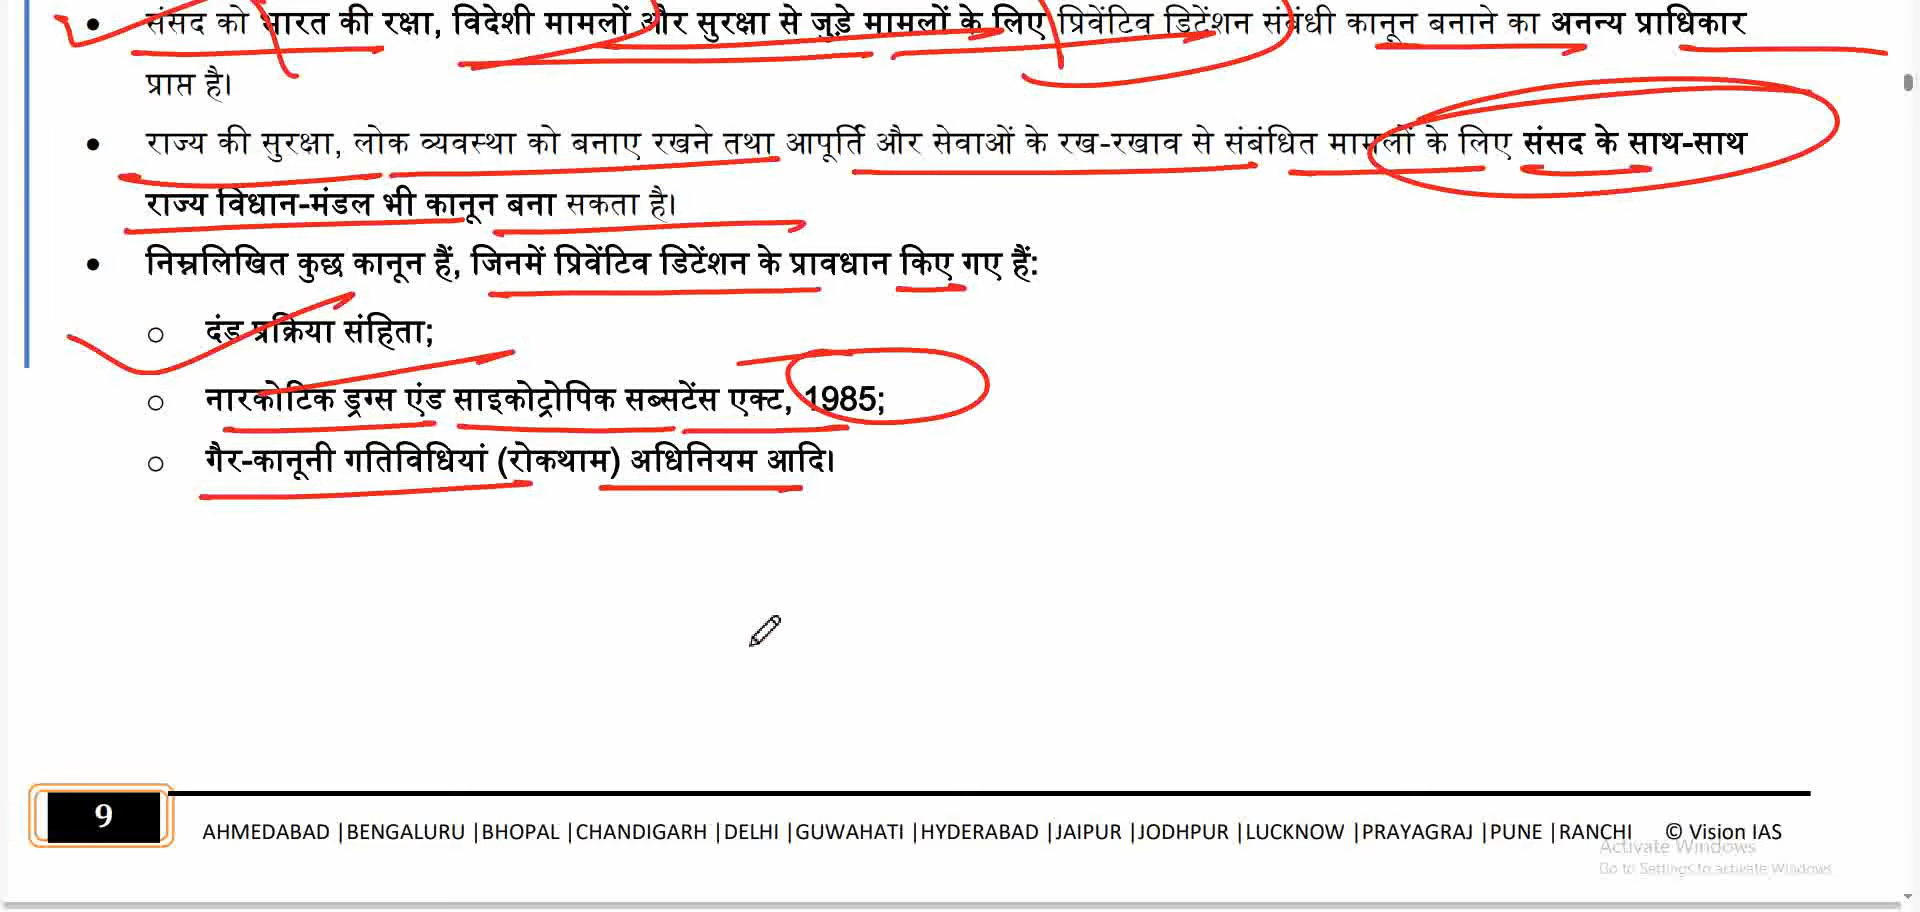 • संसद को भारत की रक्षा, विदेशी मामलों और सुरक्षा से जुड़े मामलों के लिए प्रिवेंटिव डिटेंशन संबंधी कानून बनाने का अनन्य प्राधिकार
प्राप्त है।
• राज्य की सुरक्षा, लोक व्यवस्था को बनाए रखने तथा आपूर्ति और सेवाओं के रख-रखाव से संबंधित मामलों के लिए संसद के साथ-साथ
राज्य विधान-मंडल भी कानून बना सकता है।
• निम्नलिखित कुछ कानून हैं, जिनमें प्रिवेंटिव डिटेंशन के प्रावधान किए गए हैं:
o दंड प्रक्रिया संहिता;
o नारकोटिक ड्रग्स एंड साइकोट्रोपिक सब्सटेंस एक्ट, 1985;
o गैर-कानूनी गतिविधियां (रोकथाम) अधिनियम आदि।
9
AHMEDABAD |BENGALURU |BHOPAL |CHANDIGARH |DELHI |GUWAHATI |HYDERABAD |JAIPUR |JODHPUR |LUCKNOW |PRAYAGRAJ |PUNE |RANCHI © Vision IAS
Activate Windows
Go to Settings to activate Windows